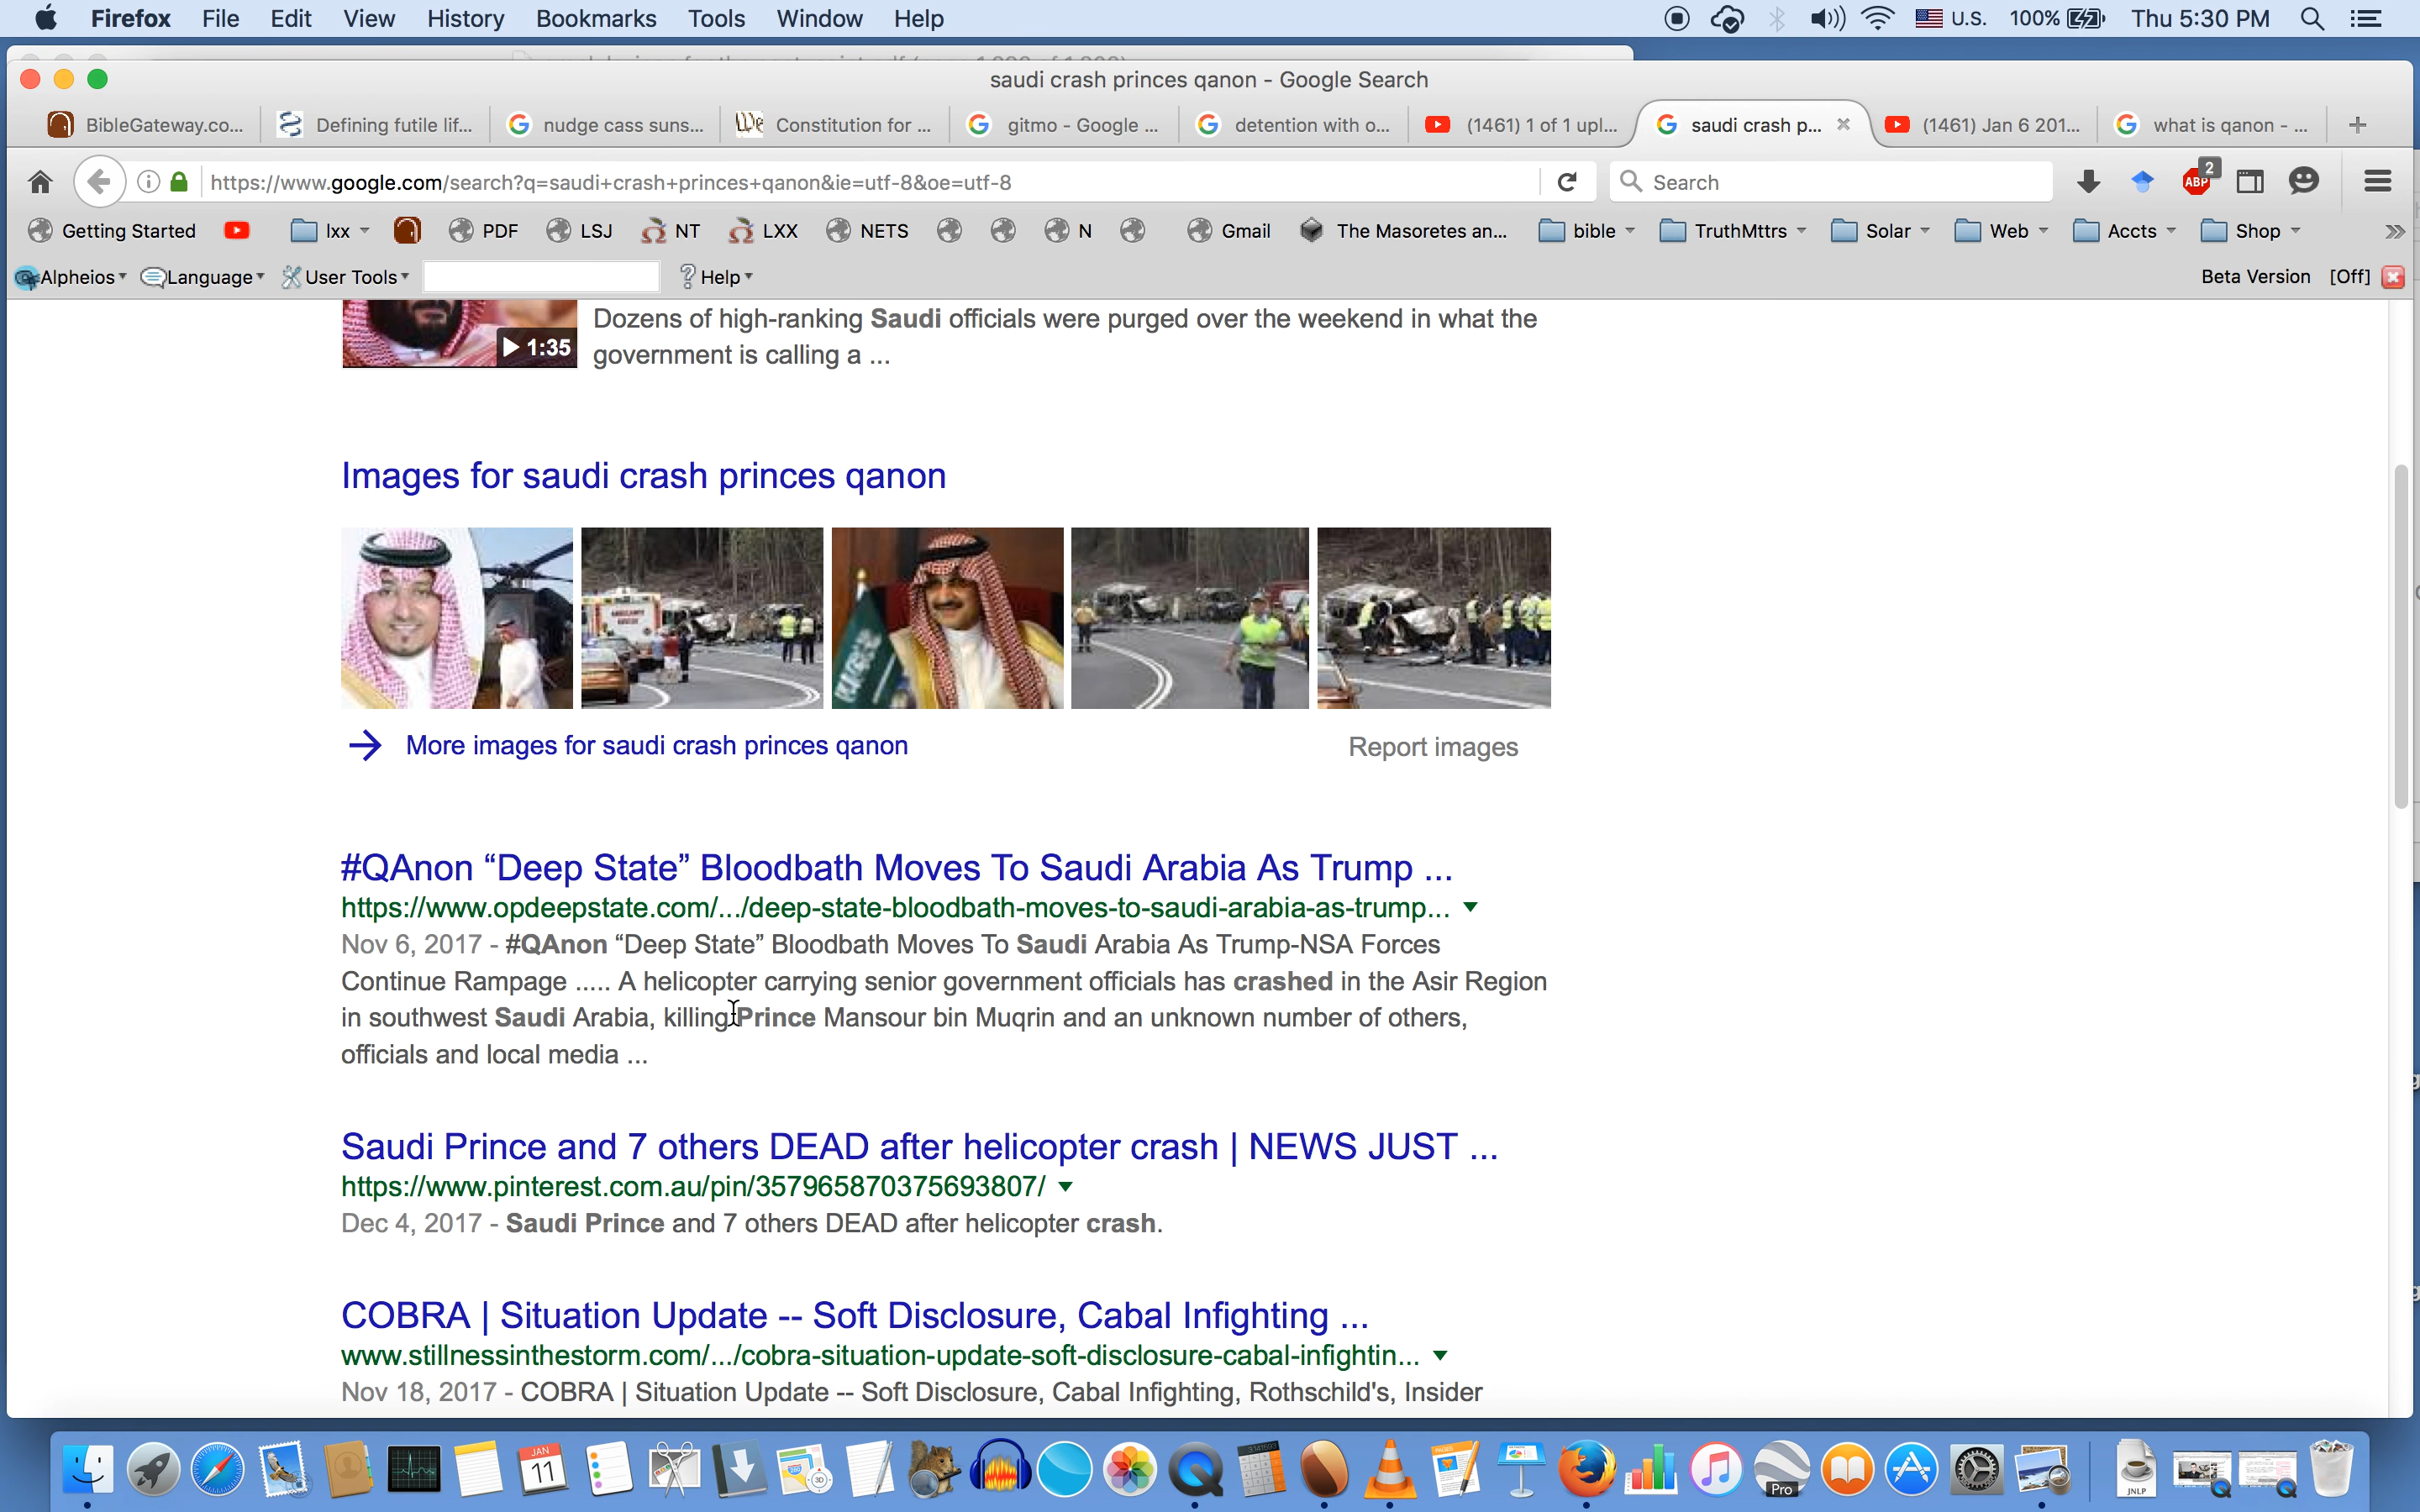 Firefox File Edit View History Bookmarks Tools Window Help U.S. 100% Thu 5:30 PM
saudi crash princes qanon - Google Search
BibleGateway.co... Defining futile lif... nudge cass suns... Constitution for ... gitmo - Google ... detention with o... (1461) 1 of 1 upl... saudi crash p... (1461) Jan 6 201... what is qanon - ...
https://www.google.com/search?q=saudi+crash+princes+qanon&ie=utf-8&oe=utf-8 Search ABP 2
Getting Started lxx PDF LSJ NT LXX NETS N Gmail The Masoretes an... bible TruthMttrs Solar Web Accts Shop
Alpheios Language User Tools Help Beta Version [Off]
1:35
Dozens of high-ranking Saudi officials were purged over the weekend in what the
government is calling a ...
Images for saudi crash princes qanon
More images for saudi crash princes qanon Report images
#QAnon “Deep State” Bloodbath Moves To Saudi Arabia As Trump ...
https://www.opdeepstate.com/.../deep-state-bloodbath-moves-to-saudi-arabia-as-trump...
Nov 6, 2017 - #QAnon “Deep State” Bloodbath Moves To Saudi Arabia As Trump-NSA Forces
Continue Rampage ..... A helicopter carrying senior government officials has crashed in the Asir Region
in southwest Saudi Arabia, killing Prince Mansour bin Muqrin and an unknown number of others,
officials and local media ...
Saudi Prince and 7 others DEAD after helicopter crash | NEWS JUST ...
https://www.pinterest.com.au/pin/357965870375693807/
Dec 4, 2017 - Saudi Prince and 7 others DEAD after helicopter crash.
COBRA | Situation Update -- Soft Disclosure, Cabal Infighting ...
www.stillnessinthestorm.com/.../cobra-situation-update-soft-disclosure-cabal-infightin...
Nov 18, 2017 - COBRA | Situation Update -- Soft Disclosure, Cabal Infighting, Rothschild's, Insider
JAN
11
3D
PAGES
Pro
JNLP